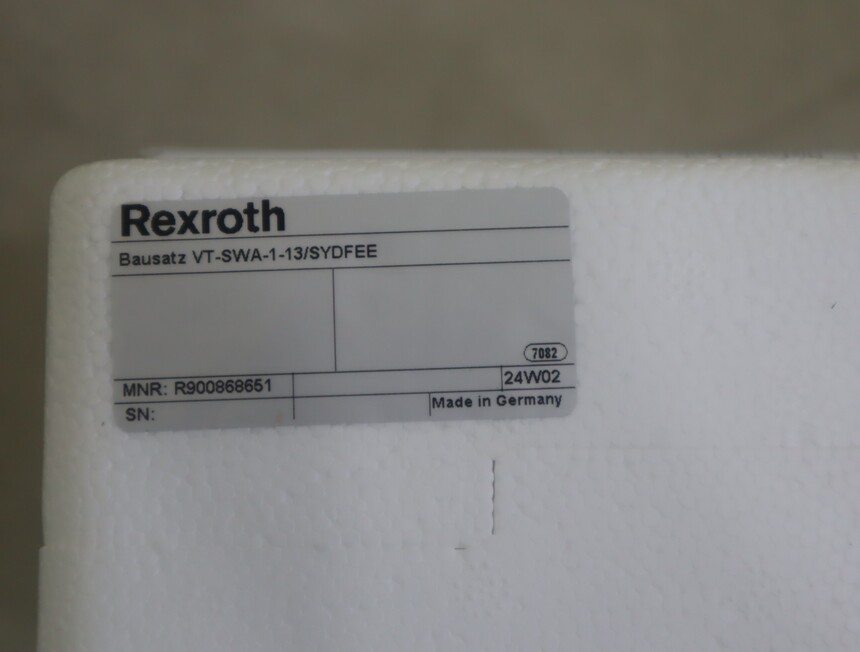 Rexroth
Bausatz VT-SWA-1-13/SYDFEE
7082
MNR: R900868651
24W02
SN:
Made in Germany